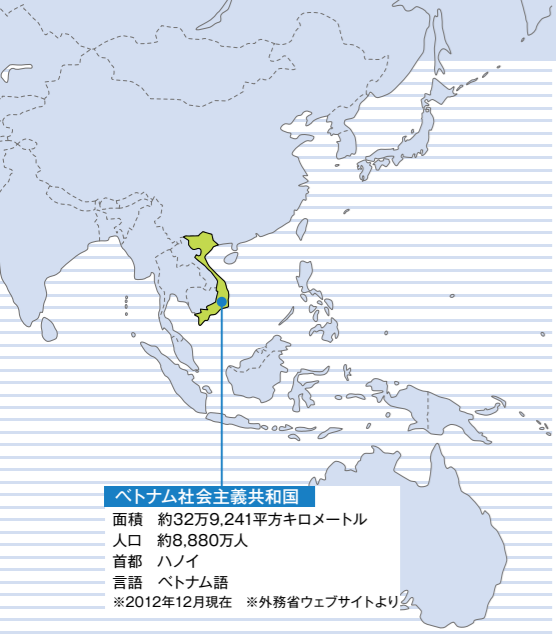 ベトナム社会主義共和国
面積　約32万9,241平方キロメートル
人口　約8,880万人
首都　ハノイ
言語　ベトナム語
※2012年12月現在　※外務省ウェブサイトより